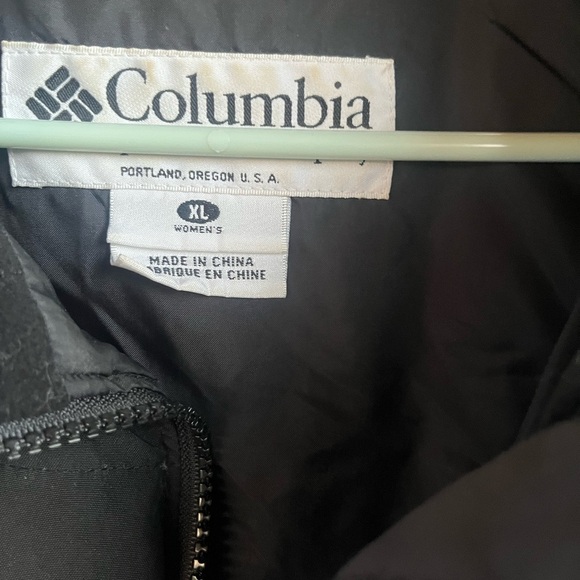 Columbia
PORTLAND, OREGON U. S. A.
XL
WOMEN'S
MADE IN CHINA
ABRIQUE EN CHINE